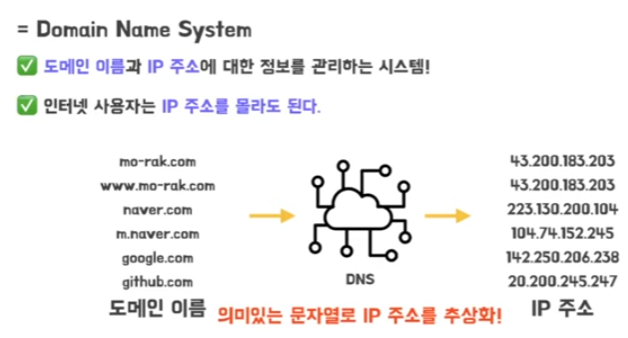 = Domain Name System
✅ 도메인 이름과 IP 주소에 대한 정보를 관리하는 시스템!
✅ 인터넷 사용자는 IP 주소를 몰라도 된다.
mo-rak.com
www.mo-rak.com
naver.com
m.naver.com
google.com
github.com
도메인 이름
DNS
43.200.183.203
43.200.183.203
223.130.200.104
104.74.152.245
142.250.206.238
20.200.245.247
IP 주소
의미있는 문자열로 IP 주소를 추상화!